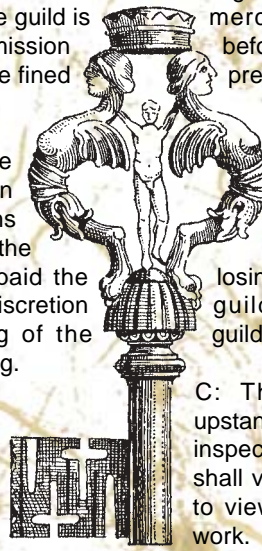 e guild is
mission
e fined
e
n
ns
the
paid the
iscretion
g of the
g.
merc
befo
pre
losin
guild
guild
C: Th
upstan
inspec
shall v
to view
work.